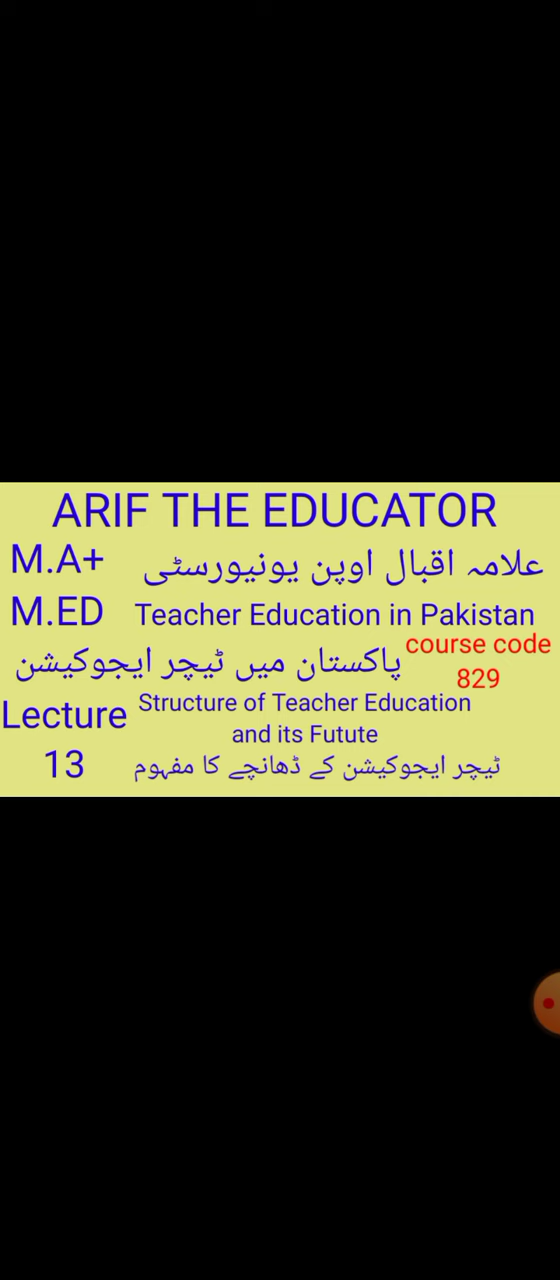 ARIF THE EDUCATOR
M.A+ علامہ اقبال اوپن یونیورسٹی
M.ED Teacher Education in Pakistan
پاکستان میں ٹیچر ایجوکیشن course code
829
Lecture Structure of Teacher Education
and its Futute
13 ٹیچر ایجوکیشن کے ڈھانچے کا مفہوم